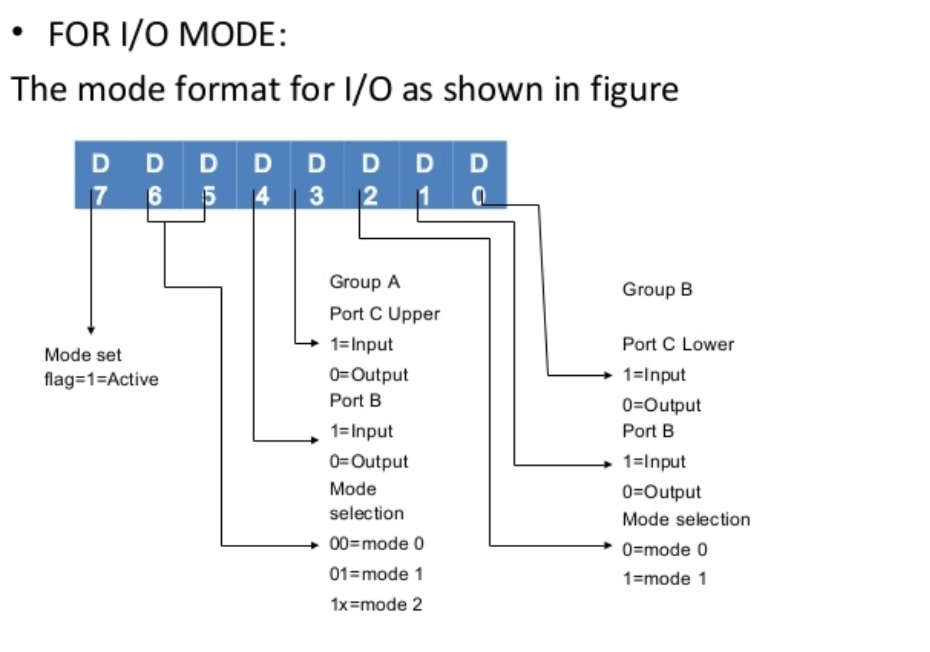 • FOR I/O MODE:
The mode format for I/O as shown in figure
D D D D D D D D
7 6 5 4 3 2 1 0
Mode set
flag=1=Active
Group A
Port C Upper
1=Input
0=Output
Port B
1=Input
0=Output
Mode
selection
00=mode 0
01=mode 1
1x=mode 2
Group B
Port C Lower
1=Input
0=Output
Port B
1=Input
0=Output
Mode selection
0=mode 0
1=mode 1